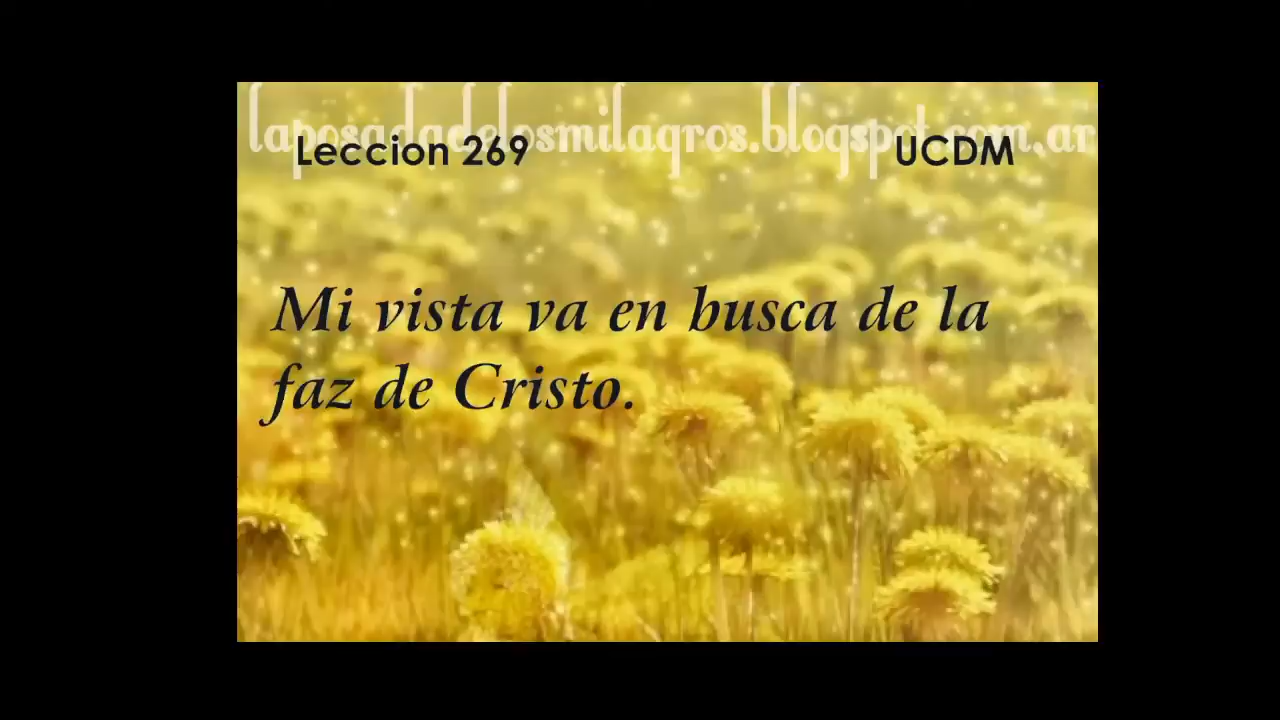 laposadadelosmilagros.blogspot.com.ar
Leccion 269 UCDM
Mi vista va en busca de la
faz de Cristo.